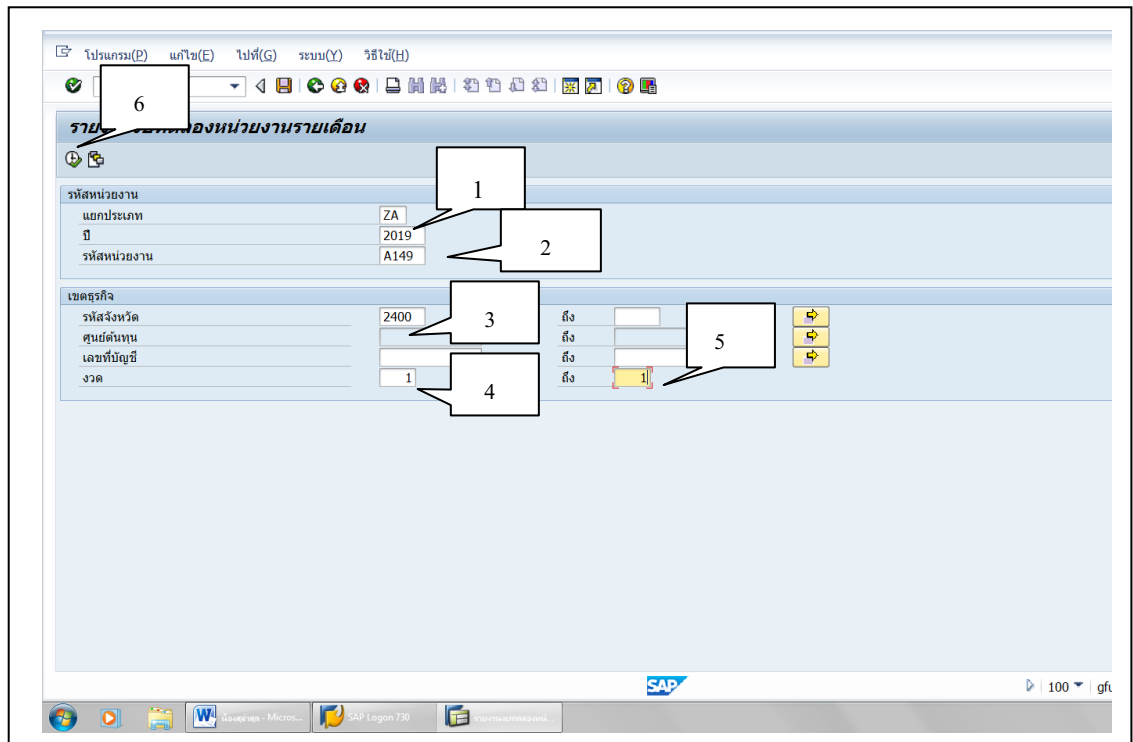 โปรแกรม(P) แก้ไข(E) ไปที่(G) ระบบ(Y) วิธีใช้(H)
6
หน่วยงานรายเดือน
1
รหัสหน่วยงาน
แยกประเภท ZA
ปี 2019
2
รหัสหน่วยงาน A149
เขตธุรกิจ
รหัสจังหวัด 2400 ถึง
3
ศูนย์ต้นทุน ถึง
5
เลขที่บัญชี ถึง
งวด 1 ถึง 1
4
SAP
100
W - Micros... SAP Logon 730